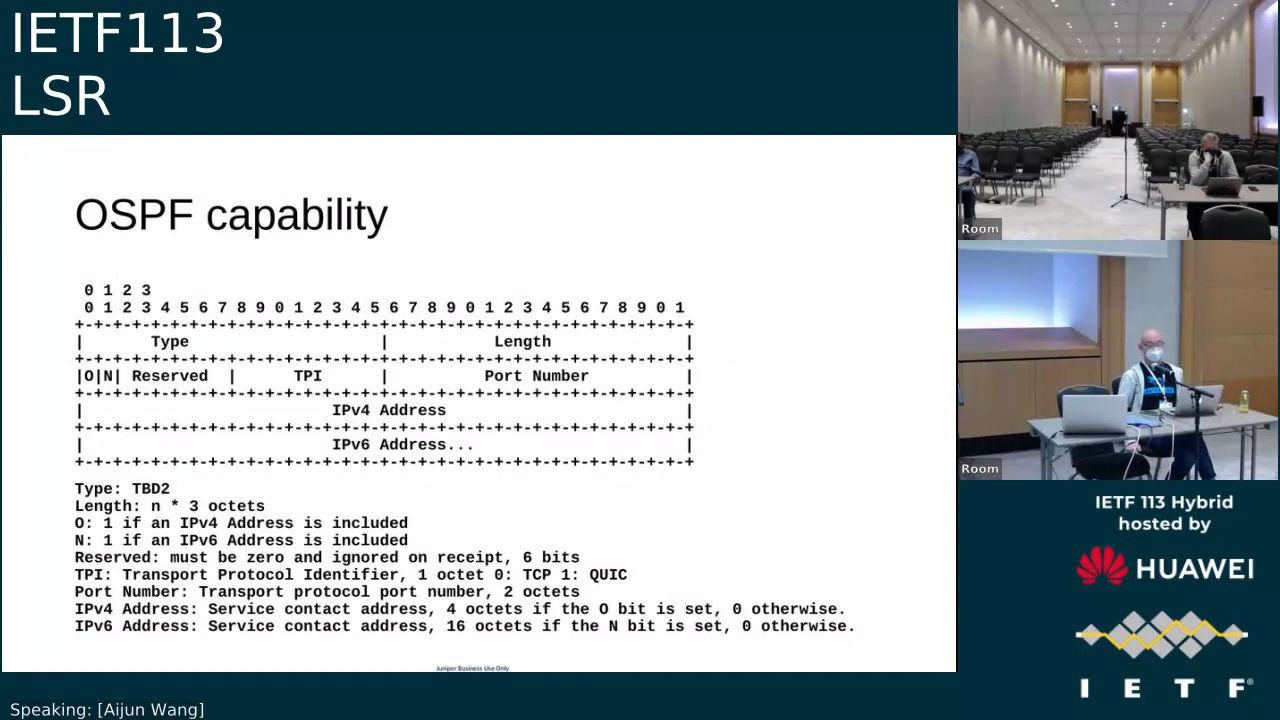 IETF113
LSR
OSPF capability
0 1 2 3
0 1 2 3 4 5 6 7 8 9 0 1 2 3 4 5 6 7 8 9 0 1 2 3 4 5 6 7 8 9 0 1
+-+-+-+-+-+-+-+-+-+-+-+-+-+-+-+-+-+-+-+-+-+-+-+-+-+-+-+-+-+-+-+-+
| Type | Length |
+-+-+-+-+-+-+-+-+-+-+-+-+-+-+-+-+-+-+-+-+-+-+-+-+-+-+-+-+-+-+-+-+
|O|N| Reserved | TPI | Port Number |
+-+-+-+-+-+-+-+-+-+-+-+-+-+-+-+-+-+-+-+-+-+-+-+-+-+-+-+-+-+-+-+-+
| IPv4 Address |
+-+-+-+-+-+-+-+-+-+-+-+-+-+-+-+-+-+-+-+-+-+-+-+-+-+-+-+-+-+-+-+-+
| IPv6 Address... |
+-+-+-+-+-+-+-+-+-+-+-+-+-+-+-+-+-+-+-+-+-+-+-+-+-+-+-+-+-+-+-+-+
Type: TBD2
Length: n * 3 octets
O: 1 if an IPv4 Address is included
N: 1 if an IPv6 Address is included
Reserved: must be zero and ignored on receipt, 6 bits
TPI: Transport Protocol Identifier, 1 octet 0: TCP 1: QUIC
Port Number: Transport protocol port number, 2 octets
IPv4 Address: Service contact address, 4 octets if the O bit is set, 0 otherwise.
IPv6 Address: Service contact address, 16 octets if the N bit is set, 0 otherwise.
Juniper Business Use Only
Speaking: [Aijun Wang]
Room
Room
IETF 113 Hybrid
hosted by
HUAWEI
I E T F®